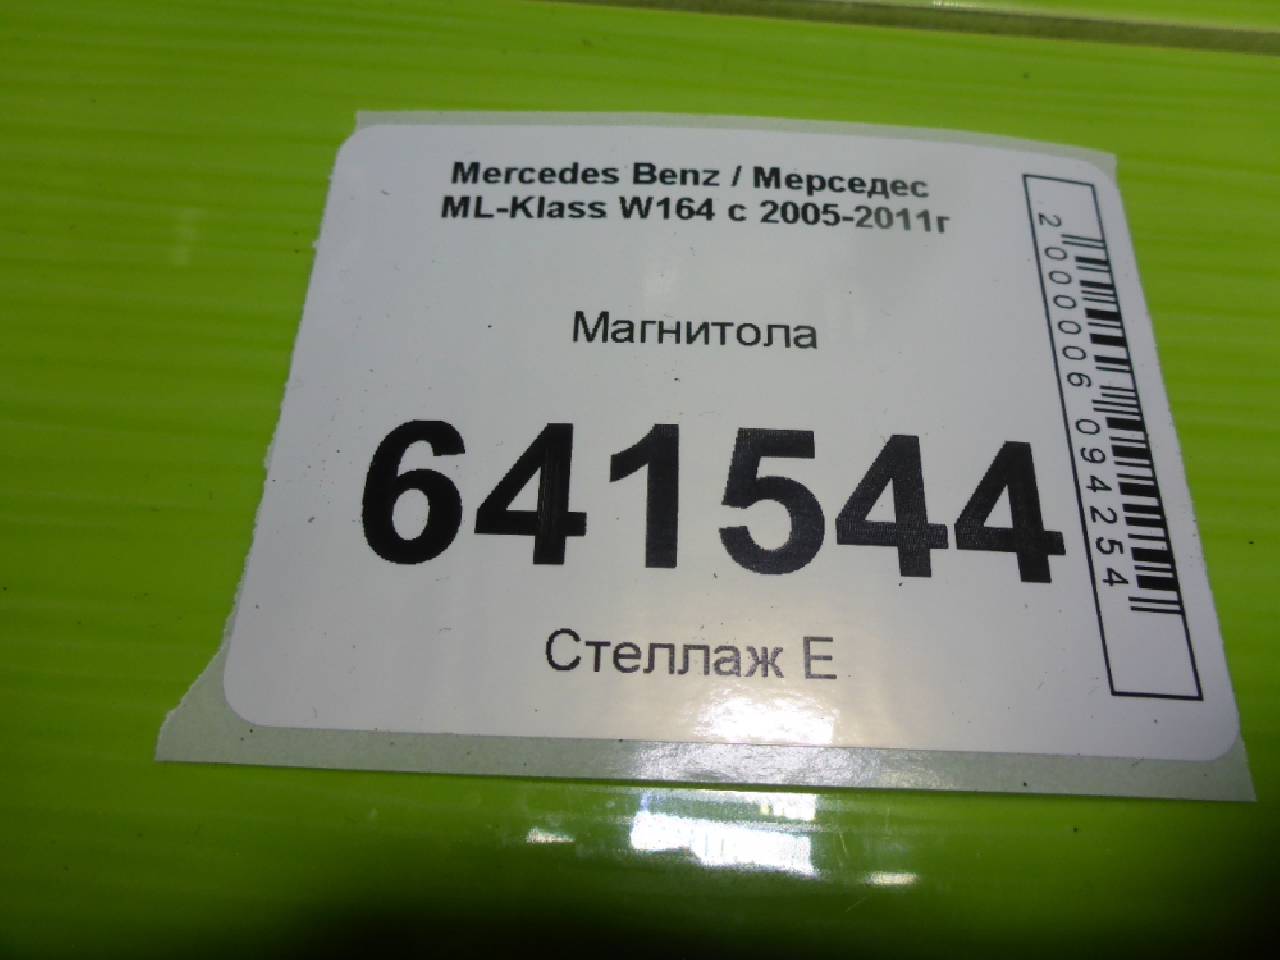 Mercedes Benz / Мерседес
ML-Klass W164 с 2005-2011г
Магнитола
641544
Стеллаж Е
2000006094254